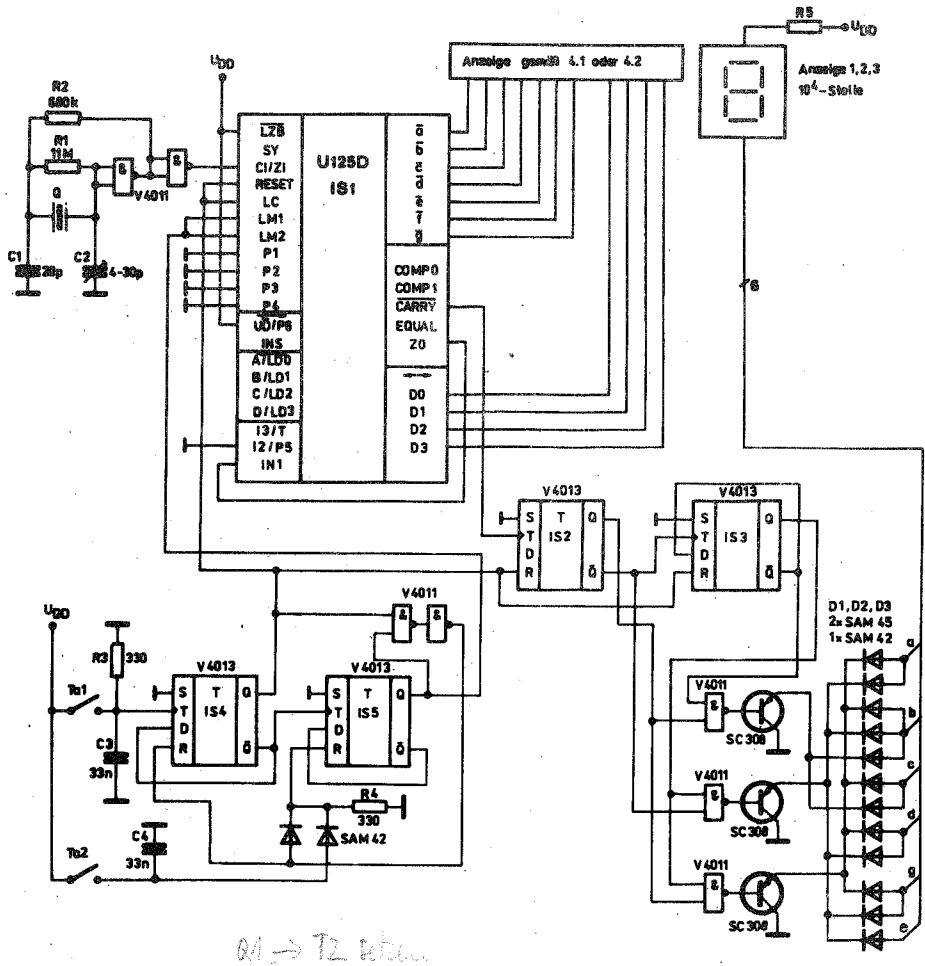 R5
U_DD
Anzeige gemäß 4.1 oder 4.2
Anzeige 1,2,3
10⁴-Stelle
U_DD
R2
680k
R1
11M
&
&
V4011
Q
C1
20p
C2
4-30p
U125D
IS1
L̅Z̅B̅
SY
CI/ZI
RESET
LC
LM1
LM2
P1
P2
P3
P4
U̅D̅/P6
INS
A/LD0
B/LD1
C/LD2
D/LD3
I3/T
I2/P5
IN1
a̅
b̅
c̅
d̅
e̅
f̅
g̅
COMP0
COMP1
C̅A̅R̅R̅Y̅
EQUAL
Z0
D0
D1
D2
D3
6
V4013
S T Q
T IS2
D
R Q̅
V4013
S T Q
T IS3
D
R Q̅
U_DD
R3
330
Ta1
C3
33n
V4013
S T Q
T IS4
D
R Q̅
V4013
S T Q
T IS5
D
R Q̅
V4011
&
&
R4
330
SAM 42
C4
33n
Ta2
V4011
&
SC 308
V4011
&
SC 308
V4011
&
SC 308
D1, D2, D3
2x SAM 45
1x SAM 42
a
b
c
d
g
e
Q1 → T2